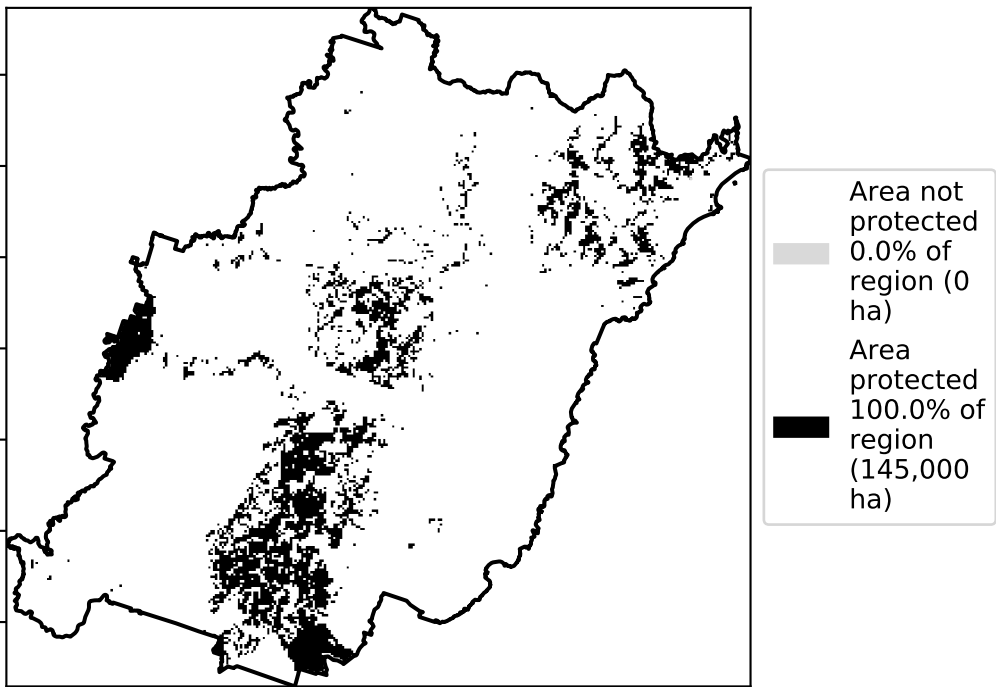 Area not
protected
0.0% of
region (0
ha)
Area
protected
100.0% of
region
(145,000
ha)